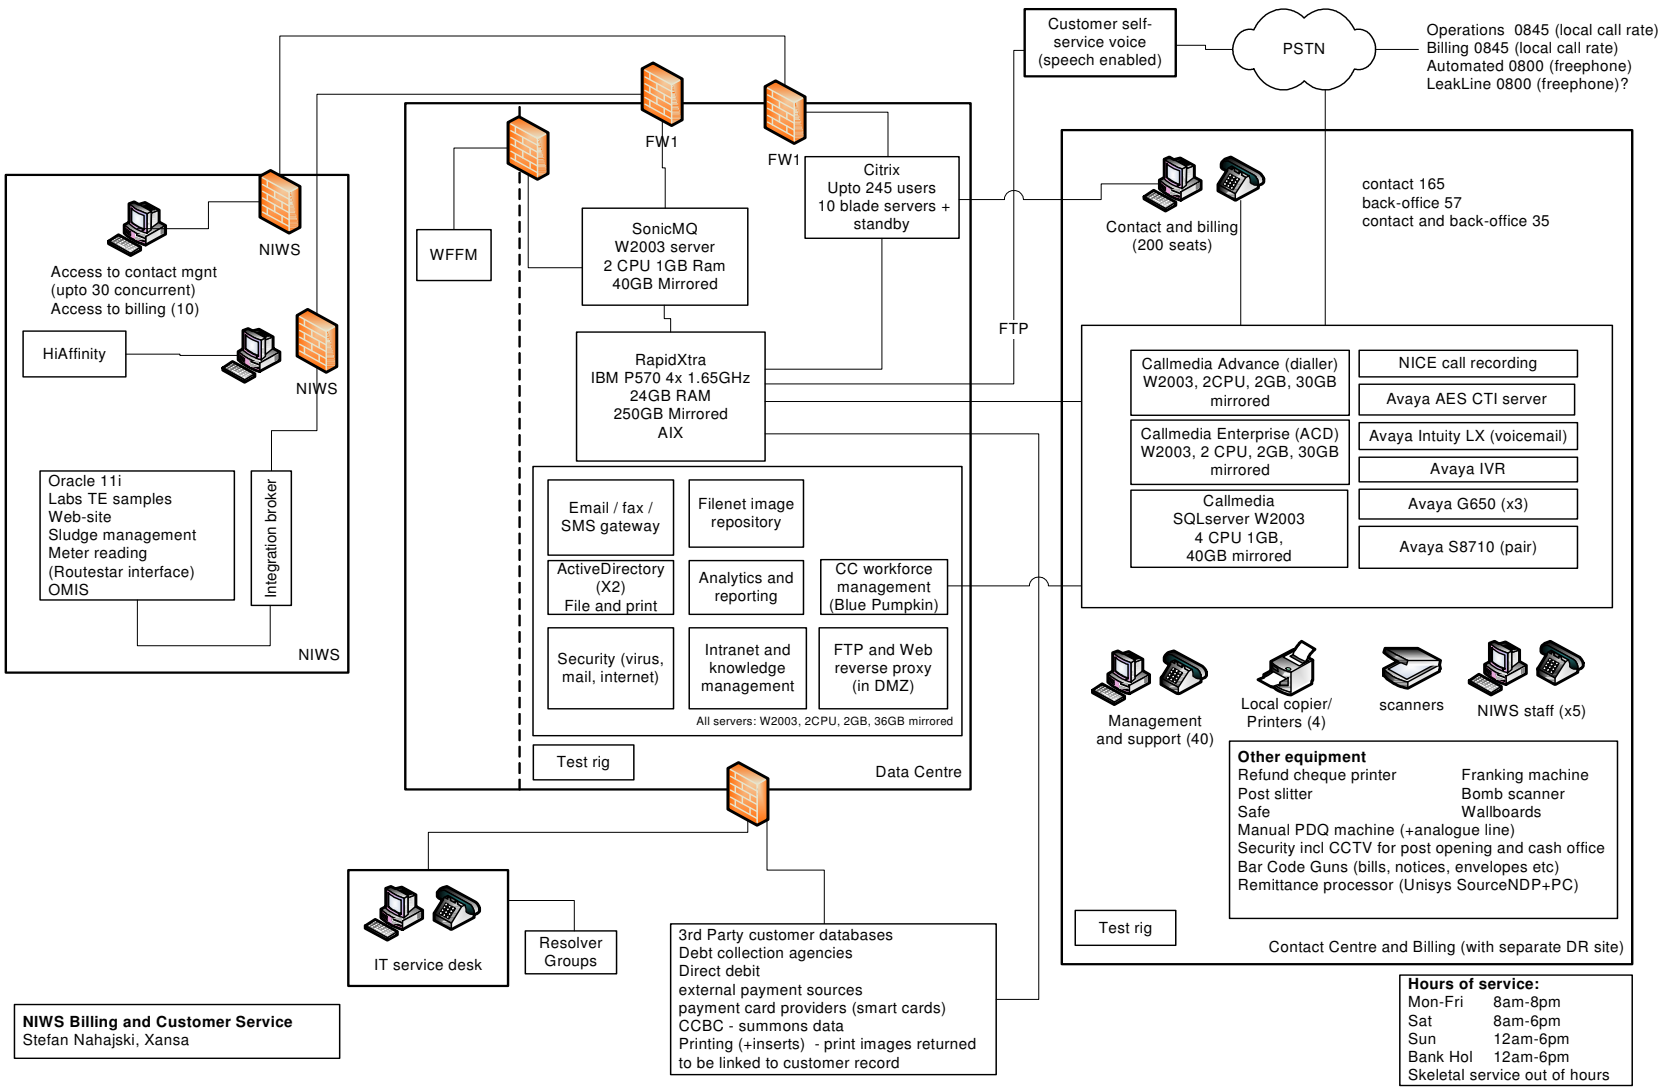 Customer self-
service voice
(speech enabled)
PSTN
Operations 0845 (local call rate)
Billing 0845 (local call rate)
Automated 0800 (freephone)
LeakLine 0800 (freephone)?
FW1
FW1
NIWS
Access to contact mgnt
(upto 30 concurrent)
Access to billing (10)
HiAffinity
NIWS
Oracle 11i
Labs TE samples
Web-site
Sludge management
Meter reading
(Routestar interface)
OMIS
Integration broker
NIWS
WFFM
SonicMQ
W2003 server
2 CPU 1GB Ram
40GB Mirrored
Citrix
Upto 245 users
10 blade servers +
standby
RapidXtra
IBM P570 4x 1.65GHz
24GB RAM
250GB Mirrored
AIX
FTP
Email / fax /
SMS gateway
Filenet image
repository
ActiveDirectory
(X2)
File and print
Analytics and
reporting
CC workforce
management
(Blue Pumpkin)
Security (virus,
mail, internet)
Intranet and
knowledge
management
FTP and Web
reverse proxy
(in DMZ)
All servers: W2003, 2CPU, 2GB, 36GB mirrored
Test rig
Data Centre
Contact and billing
(200 seats)
contact 165
back-office 57
contact and back-office 35
Callmedia Advance (dialler)
W2003, 2CPU, 2GB, 30GB
mirrored
Callmedia Enterprise (ACD)
W2003, 2 CPU, 2GB, 30GB
mirrored
Callmedia
SQLserver W2003
4 CPU 1GB,
40GB mirrored
NICE call recording
Avaya AES CTI server
Avaya Intuity LX (voicemail)
Avaya IVR
Avaya G650 (x3)
Avaya S8710 (pair)
Management
and support (40)
Local copier/
Printers (4)
scanners
NIWS staff (x5)
Other equipment
Refund cheque printer Franking machine
Post slitter Bomb scanner
Safe Wallboards
Manual PDQ machine (+analogue line)
Security incl CCTV for post opening and cash office
Bar Code Guns (bills, notices, envelopes etc)
Remittance processor (Unisys SourceNDP+PC)
Test rig
Contact Centre and Billing (with separate DR site)
IT service desk
Resolver
Groups
3rd Party customer databases
Debt collection agencies
Direct debit
external payment sources
payment card providers (smart cards)
CCBC - summons data
Printing (+inserts) - print images returned
to be linked to customer record
Hours of service:
Mon-Fri 8am-8pm
Sat 8am-6pm
Sun 12am-6pm
Bank Hol 12am-6pm
Skeletal service out of hours
NIWS Billing and Customer Service
Stefan Nahajski, Xansa